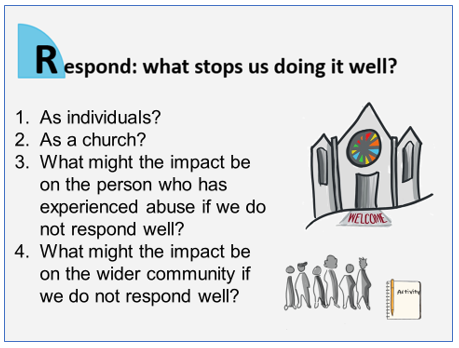 Respond: what stops us doing it well?
1. As individuals?
2. As a church?
3. What might the impact be
on the person who has
experienced abuse if we do
not respond well?
4. What might the impact be
on the wider community if
we do not respond well?
WELCOME
Activity